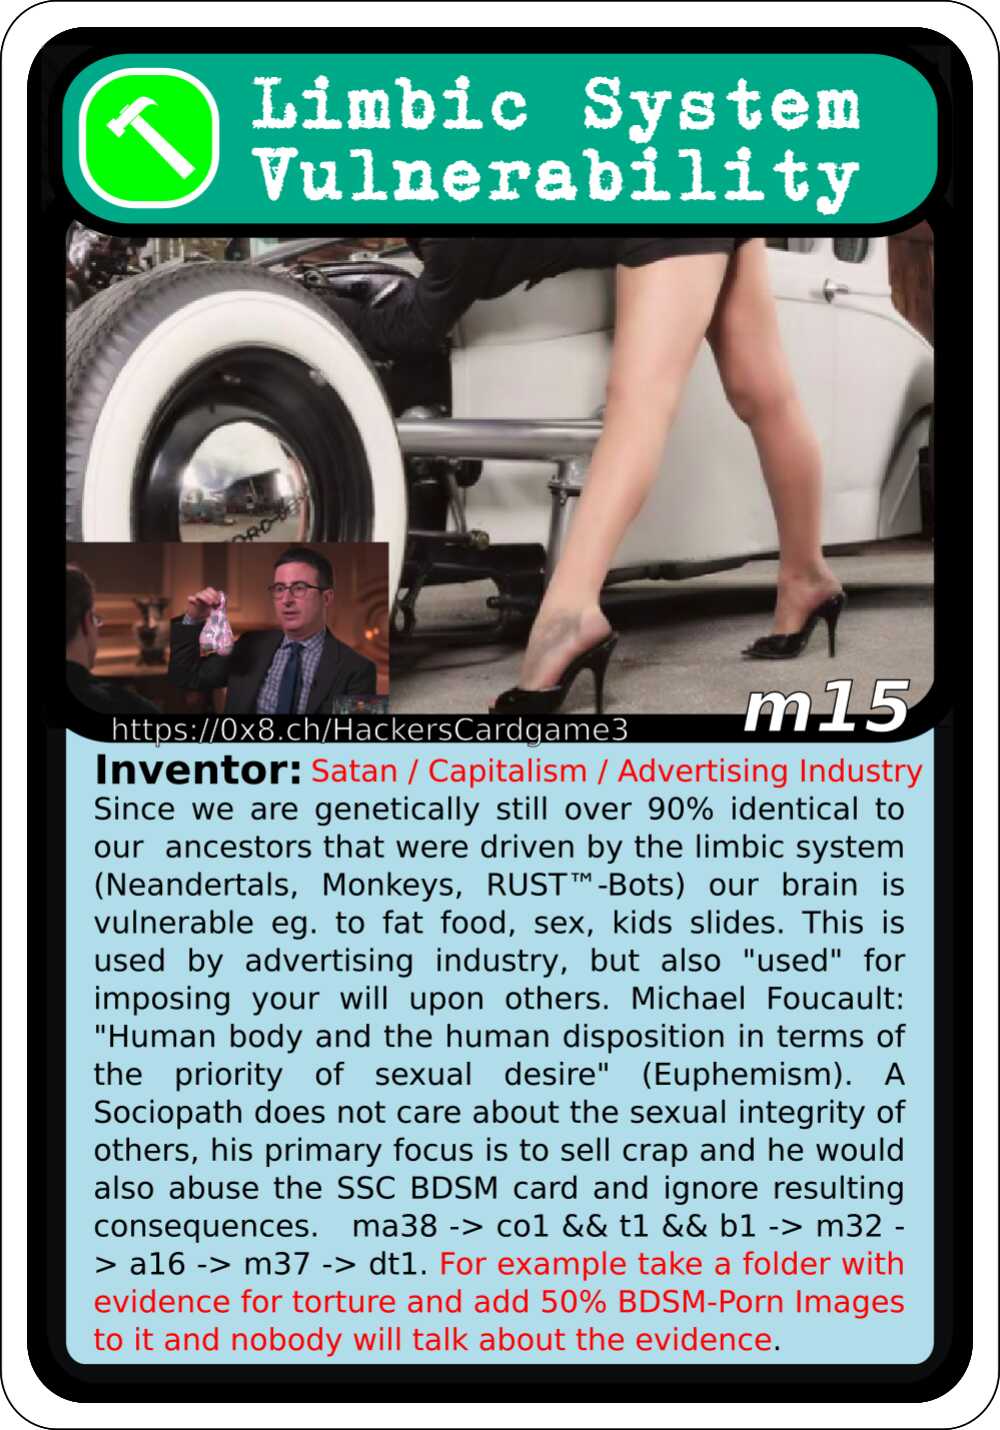 Limbic System
Vulnerability
FORD
m15
https://0x8.ch/HackersCardgame3
Inventor: Satan / Capitalism / Advertising Industry
Since we are genetically still over 90% identical to
our ancestors that were driven by the limbic system
(Neandertals, Monkeys, RUST™-Bots) our brain is
vulnerable eg. to fat food, sex, kids slides. This is
used by advertising industry, but also "used" for
imposing your will upon others. Michael Foucault:
"Human body and the human disposition in terms of
the priority of sexual desire" (Euphemism). A
Sociopath does not care about the sexual integrity of
others, his primary focus is to sell crap and he would
also abuse the SSC BDSM card and ignore resulting
consequences. ma38 -> co1 && t1 && b1 -> m32 -
> a16 -> m37 -> dt1. For example take a folder with
evidence for torture and add 50% BDSM-Porn Images
to it and nobody will talk about the evidence.